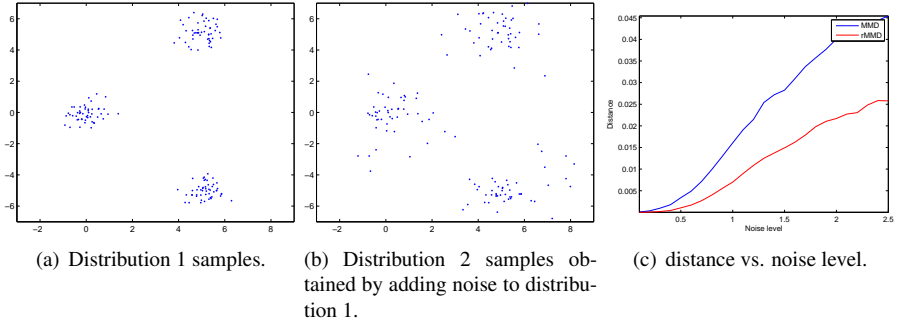 6
4
2
0
−2
−4
−6
−2 0 2 4 6 8
6
4
2
0
−2
−4
−6
−2 0 2 4 6 8
0.045
0.04
0.035
0.03
0.025
0.02
0.015
0.01
0.005
Distance
0.5 1 1.5 2 2.5
Noise level
MMD
rMMD
(a) Distribution 1 samples.
(b) Distribution 2 samples ob-
tained by adding noise to distribu-
tion 1.
(c) distance vs. noise level.